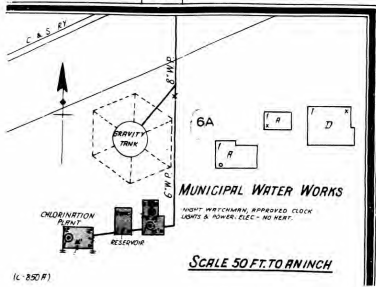 C & S RY
8" W.P.
GRAVITY
TANK
6A
A
D
A
6" W.P.
MUNICIPAL WATER WORKS
NIGHT WATCHMAN, APPROVED CLOCK
LIGHTS & POWER: ELEC - NO HEAT.
CHLORINATION
PLANT
RESERVOIR
SCALE 50 FT. TO AN INCH
(L-850 A)